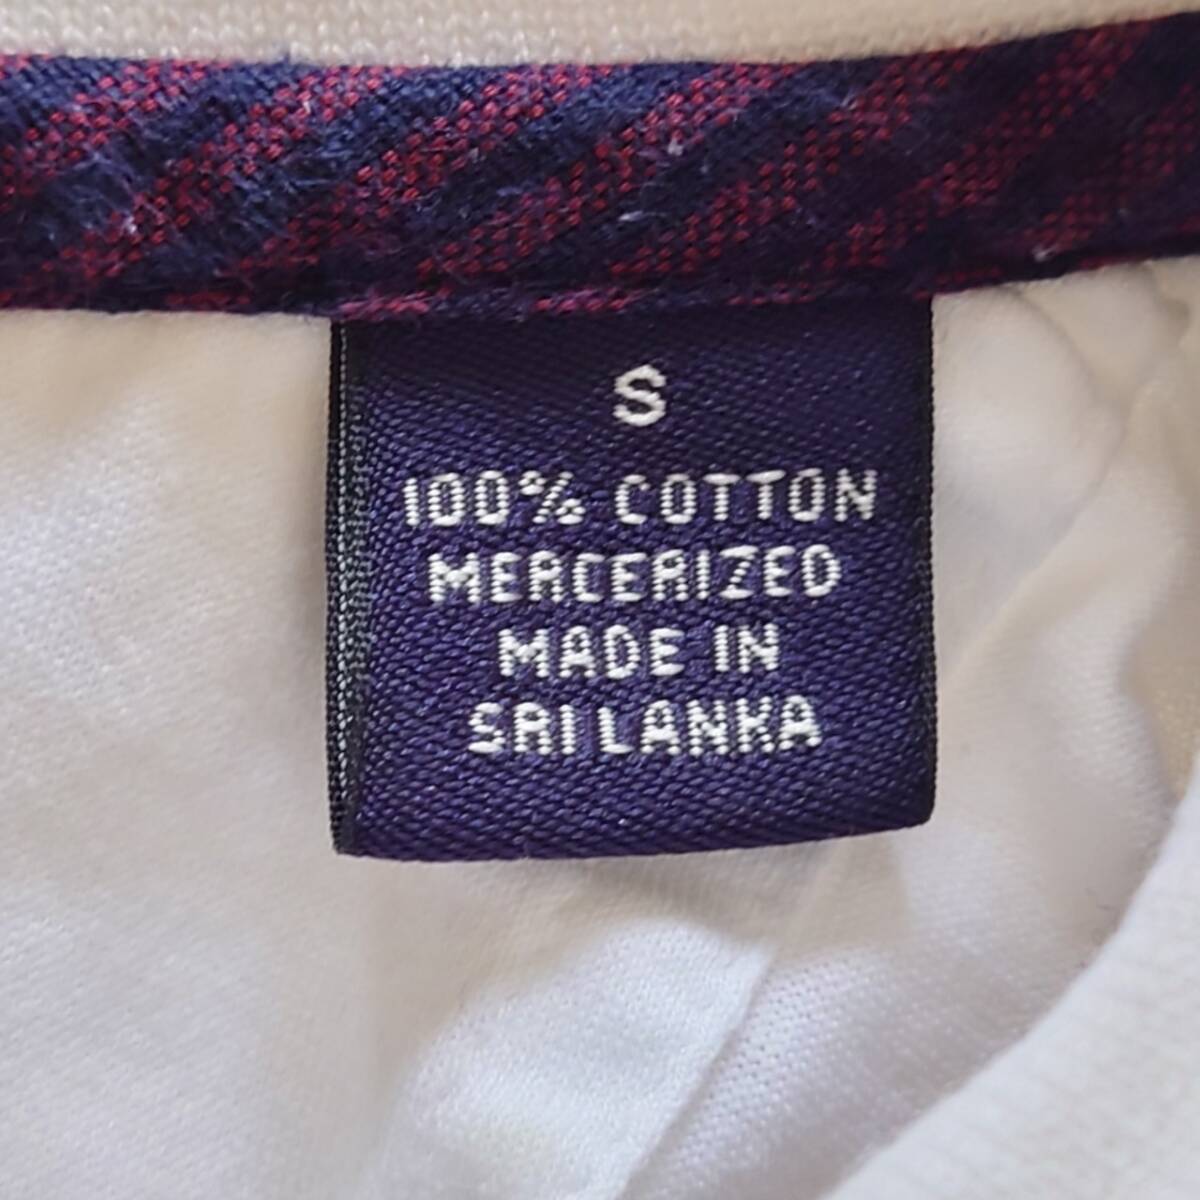 S
100% COTTON
MERCERIZED
MADE IN
SRI LANKA